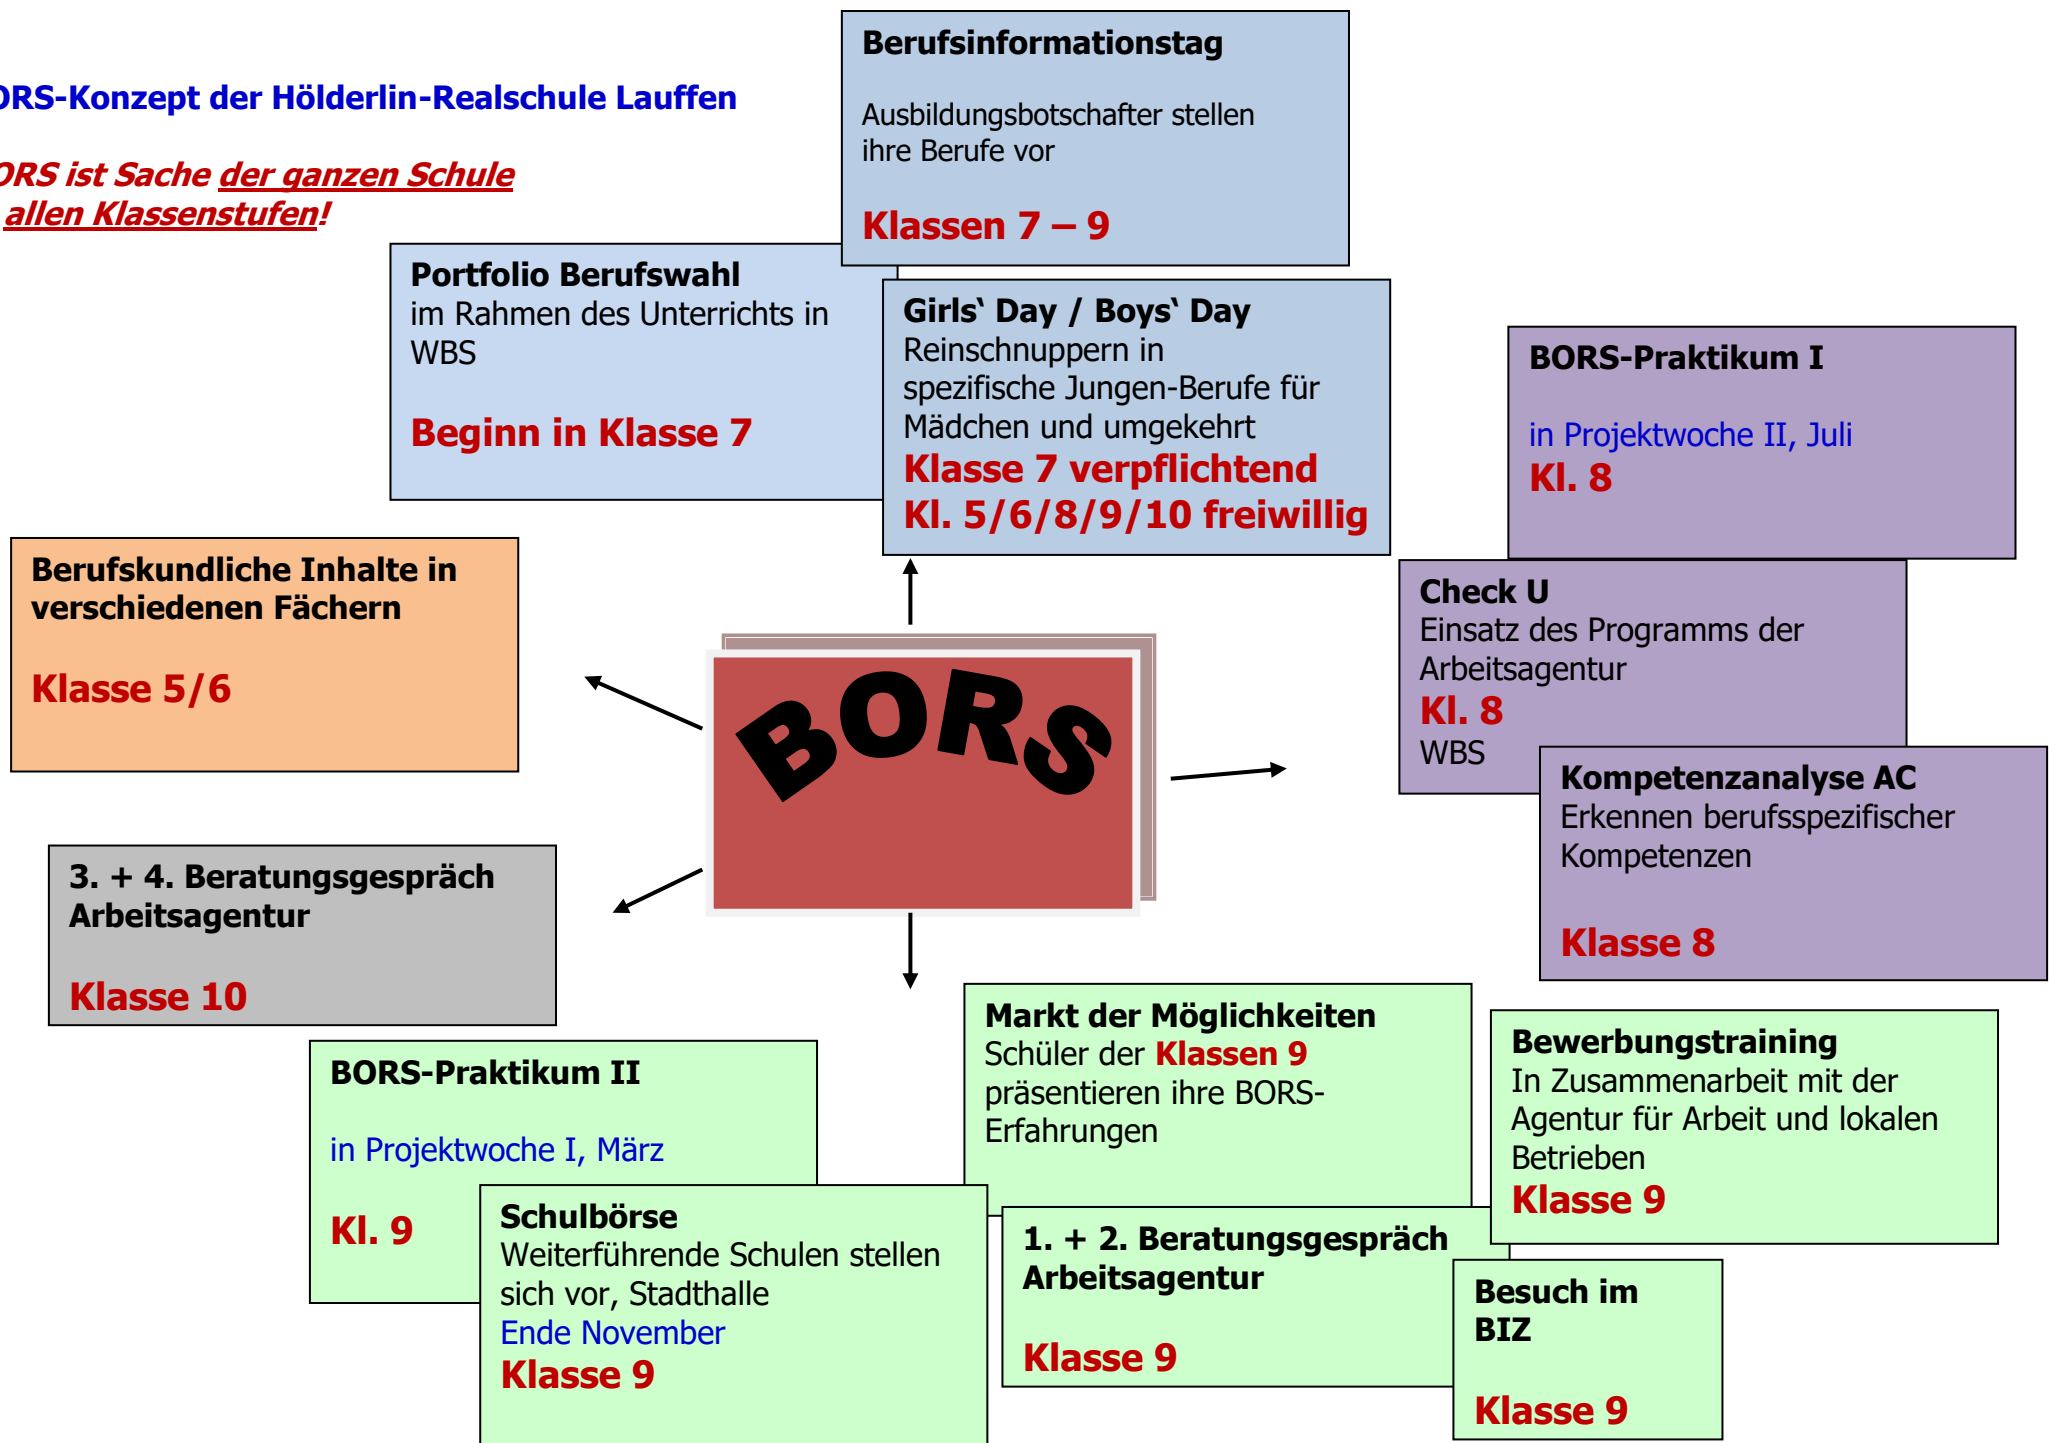 ORS-Konzept der Hölderlin-Realschule Lauffen
ORS ist Sache der ganzen Schule
allen Klassenstufen!
Berufsinformationstag
Ausbildungsbotschafter stellen
ihre Berufe vor
Klassen 7 – 9
Portfolio Berufswahl
im Rahmen des Unterrichts in
WBS
Beginn in Klasse 7
Girls‘ Day / Boys‘ Day
Reinschnuppern in
spezifische Jungen-Berufe für
Mädchen und umgekehrt
Klasse 7 verpflichtend
Kl. 5/6/8/9/10 freiwillig
BORS-Praktikum I
in Projektwoche II, Juli
Kl. 8
Berufskundliche Inhalte in
verschiedenen Fächern
Klasse 5/6
Check U
Einsatz des Programms der
Arbeitsagentur
Kl. 8
WBS
BORS
Kompetenzanalyse AC
Erkennen berufsspezifischer
Kompetenzen
Klasse 8
3. + 4. Beratungsgespräch
Arbeitsagentur
Klasse 10
Markt der Möglichkeiten
Schüler der Klassen 9
präsentieren ihre BORS-
Erfahrungen
Bewerbungstraining
In Zusammenarbeit mit der
Agentur für Arbeit und lokalen
Betrieben
Klasse 9
BORS-Praktikum II
in Projektwoche I, März
Kl. 9
Schulbörse
Weiterführende Schulen stellen
sich vor, Stadthalle
Ende November
Klasse 9
1. + 2. Beratungsgespräch
Arbeitsagentur
Klasse 9
Besuch im
BIZ
Klasse 9